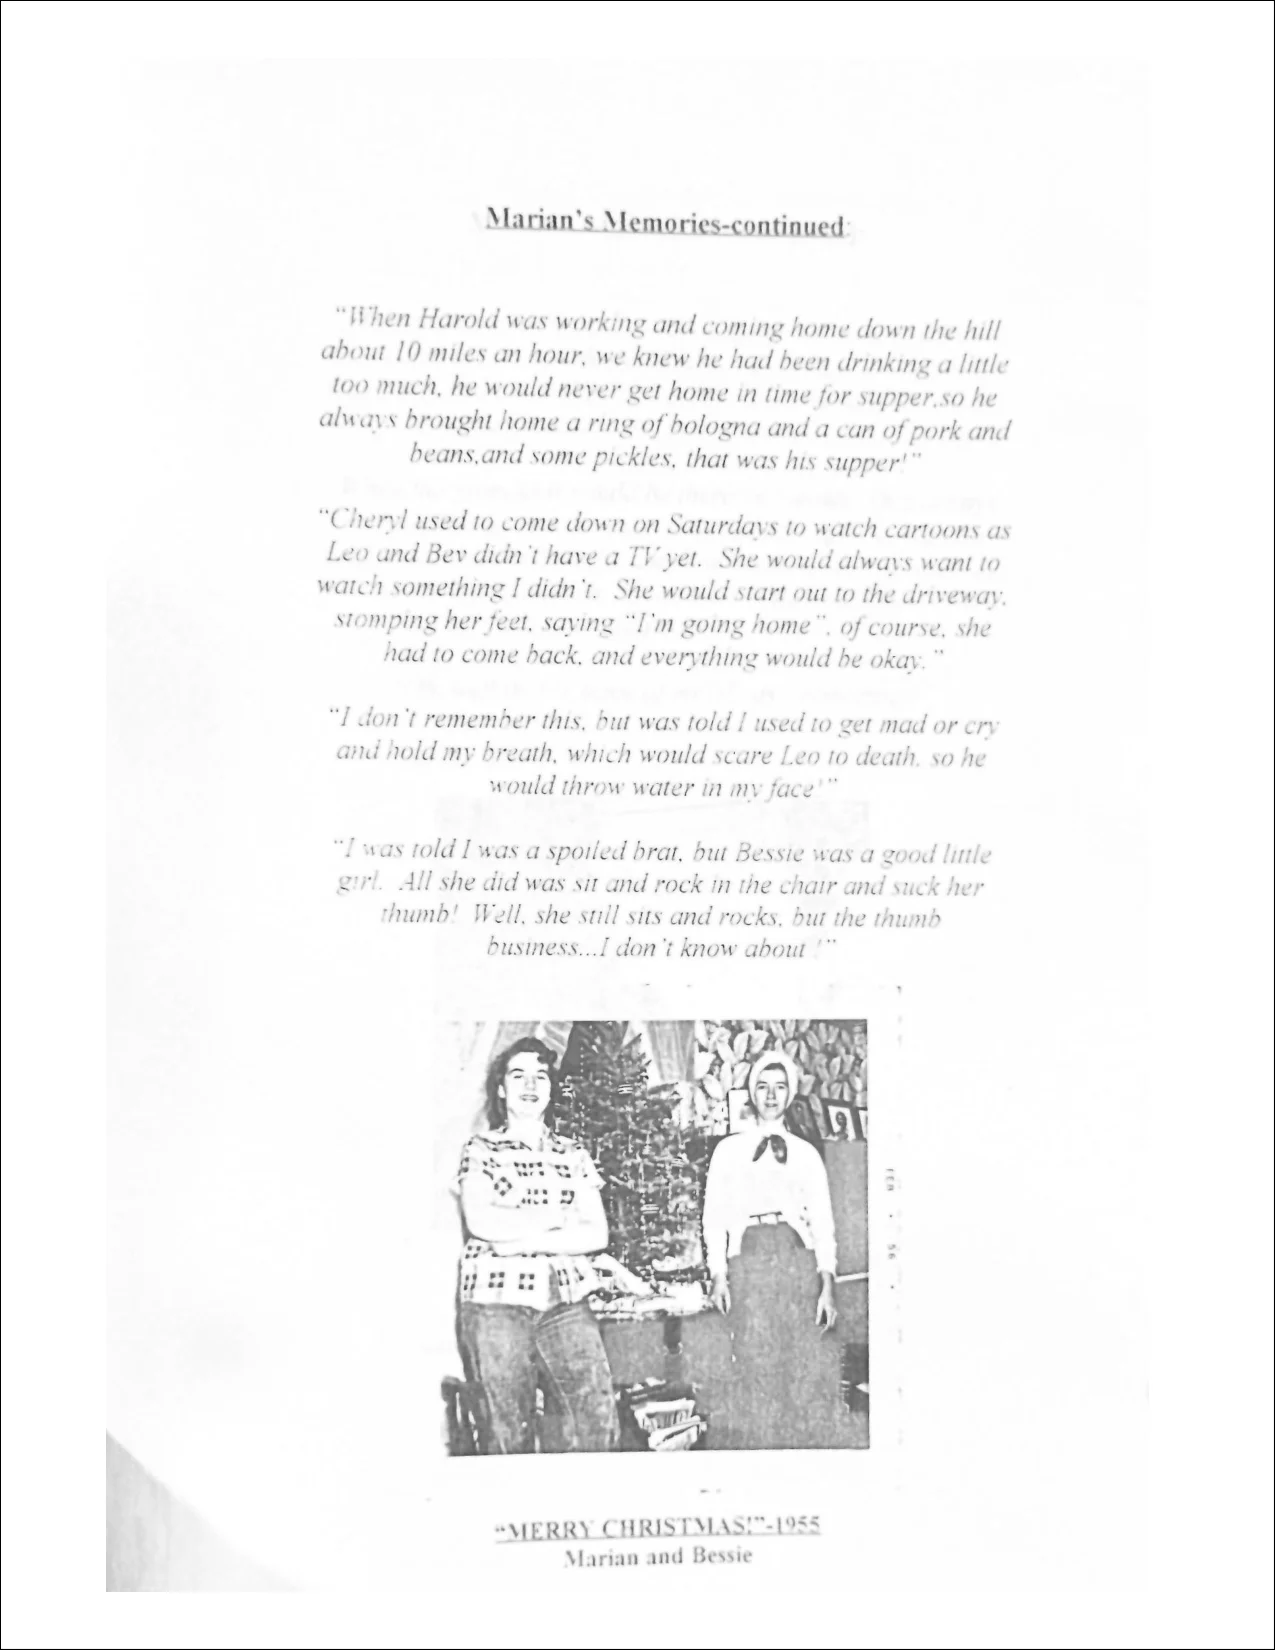 Marian's Memories-continued:
"When Harold was working and coming home down the hill
about 10 miles an hour, we knew he had been drinking a little
too much, he would never get home in time for supper,so he
always brought home a ring of bologna and a can of pork and
beans,and some pickles, that was his supper!"
"Cheryl used to come down on Saturdays to watch cartoons as
Leo and Bev didn't have a TV yet.  She would always want to
watch something I didn't.  She would start out to the driveway,
stomping her feet, saying "I'm going home", of course, she
had to come back, and everything would be okay."
"I don't remember this, but was told I used to get mad or cry
and hold my breath, which would scare Leo to death, so he
would throw water in my face!"
"I was told I was a spoiled brat, but Bessie was a good little
girl.  All she did was sit and rock in the chair and suck her
thumb!  Well, she still sits and rocks, but the thumb
business...I don't know about !"
FEB • 56 •
"MERRY CHRISTMAS!"-1955
Marian and Bessie